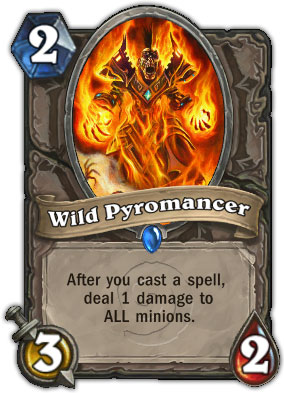 2
Wild Pyromancer
After you cast a spell,
deal 1 damage to
ALL minions.
3
2